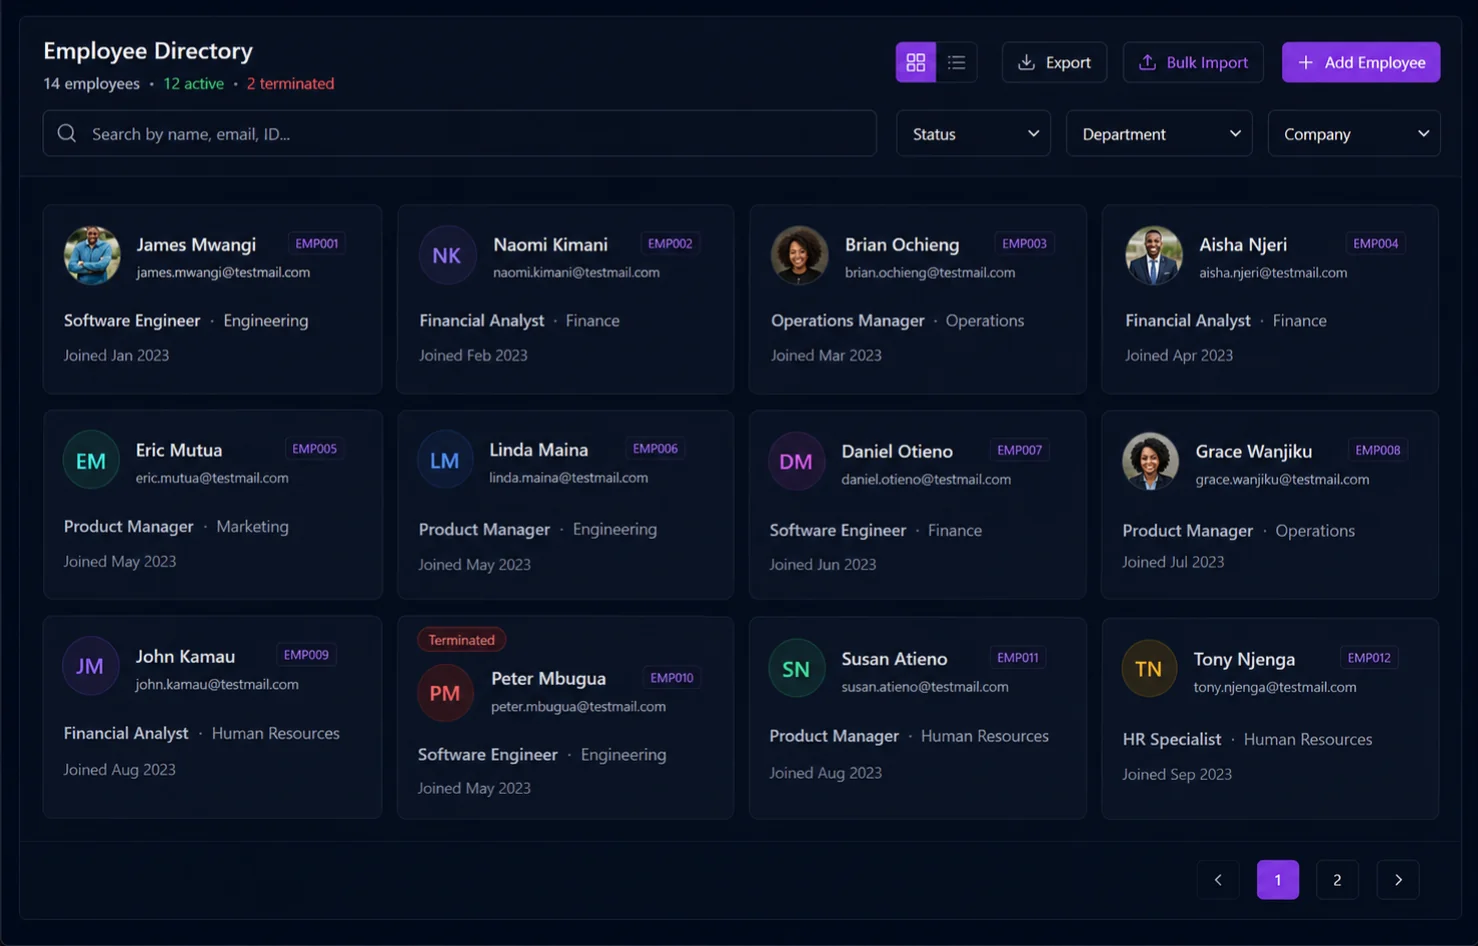 Employee Directory
14 employees • 12 active • 2 terminated
Export
Bulk Import
+ Add Employee
Search by name, email, ID...
Status
Department
Company
James Mwangi EMP001
james.mwangi@testmail.com
Software Engineer · Engineering
Joined Jan 2023
NK
Naomi Kimani EMP002
naomi.kimani@testmail.com
Financial Analyst · Finance
Joined Feb 2023
Brian Ochieng EMP003
brian.ochieng@testmail.com
Operations Manager · Operations
Joined Mar 2023
Aisha Njeri EMP004
aisha.njeri@testmail.com
Financial Analyst · Finance
Joined Apr 2023
EM
Eric Mutua EMP005
eric.mutua@testmail.com
Product Manager · Marketing
Joined May 2023
LM
Linda Maina EMP006
linda.maina@testmail.com
Product Manager · Engineering
Joined May 2023
DM
Daniel Otieno EMP007
daniel.otieno@testmail.com
Software Engineer · Finance
Joined Jun 2023
Grace Wanjiku EMP008
grace.wanjiku@testmail.com
Product Manager · Operations
Joined Jul 2023
JM
John Kamau EMP009
john.kamau@testmail.com
Financial Analyst · Human Resources
Joined Aug 2023
Terminated
PM
Peter Mbugua EMP010
peter.mbugua@testmail.com
Software Engineer · Engineering
Joined May 2023
SN
Susan Atieno EMP011
susan.atieno@testmail.com
Product Manager · Human Resources
Joined Aug 2023
TN
Tony Njenga EMP012
tony.njenga@testmail.com
HR Specialist · Human Resources
Joined Sep 2023
1
2